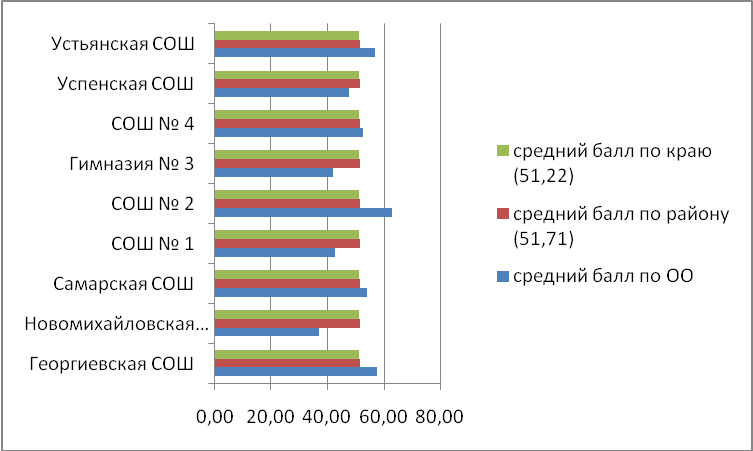 Устьянская СОШ
Успенская СОШ
СОШ № 4
Гимназия № 3
СОШ № 2
СОШ № 1
Самарская СОШ
Новомихайловская...
Георгиевская СОШ
0,00 20,00 40,00 60,00 80,00
средний балл по краю
(51,22)
средний балл по району
(51,71)
средний балл по ОО